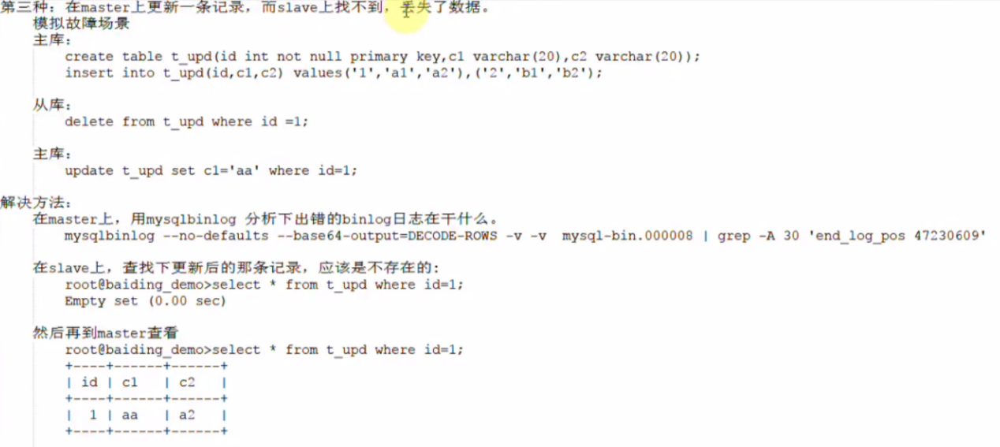 第三种：在master上更新一条记录，而slave上找不到，丢失了数据。
模拟故障场景
主库：
create table t_upd(id int not null primary key,c1 varchar(20),c2 varchar(20));
insert into t_upd(id,c1,c2) values('1','a1','a2'),('2','b1','b2');
从库：
delete from t_upd where id =1;
主库：
update t_upd set c1='aa' where id=1;
解决方法：
在master上，用mysqlbinlog 分析下出错的binlog日志在干什么。
mysqlbinlog --no-defaults --base64-output=DECODE-ROWS -v -v  mysql-bin.000008 | grep -A 30 'end_log_pos 47230609'
在slave上，查找下更新后的那条记录，应该是不存在的:
root@baiding_demo>select * from t_upd where id=1;
Empty set (0.00 sec)
然后再到master查看
root@baiding_demo>select * from t_upd where id=1;
+----+------+------+
| id | c1   | c2   |
+----+------+------+
|  1 | aa   | a2   |
+----+------+------+